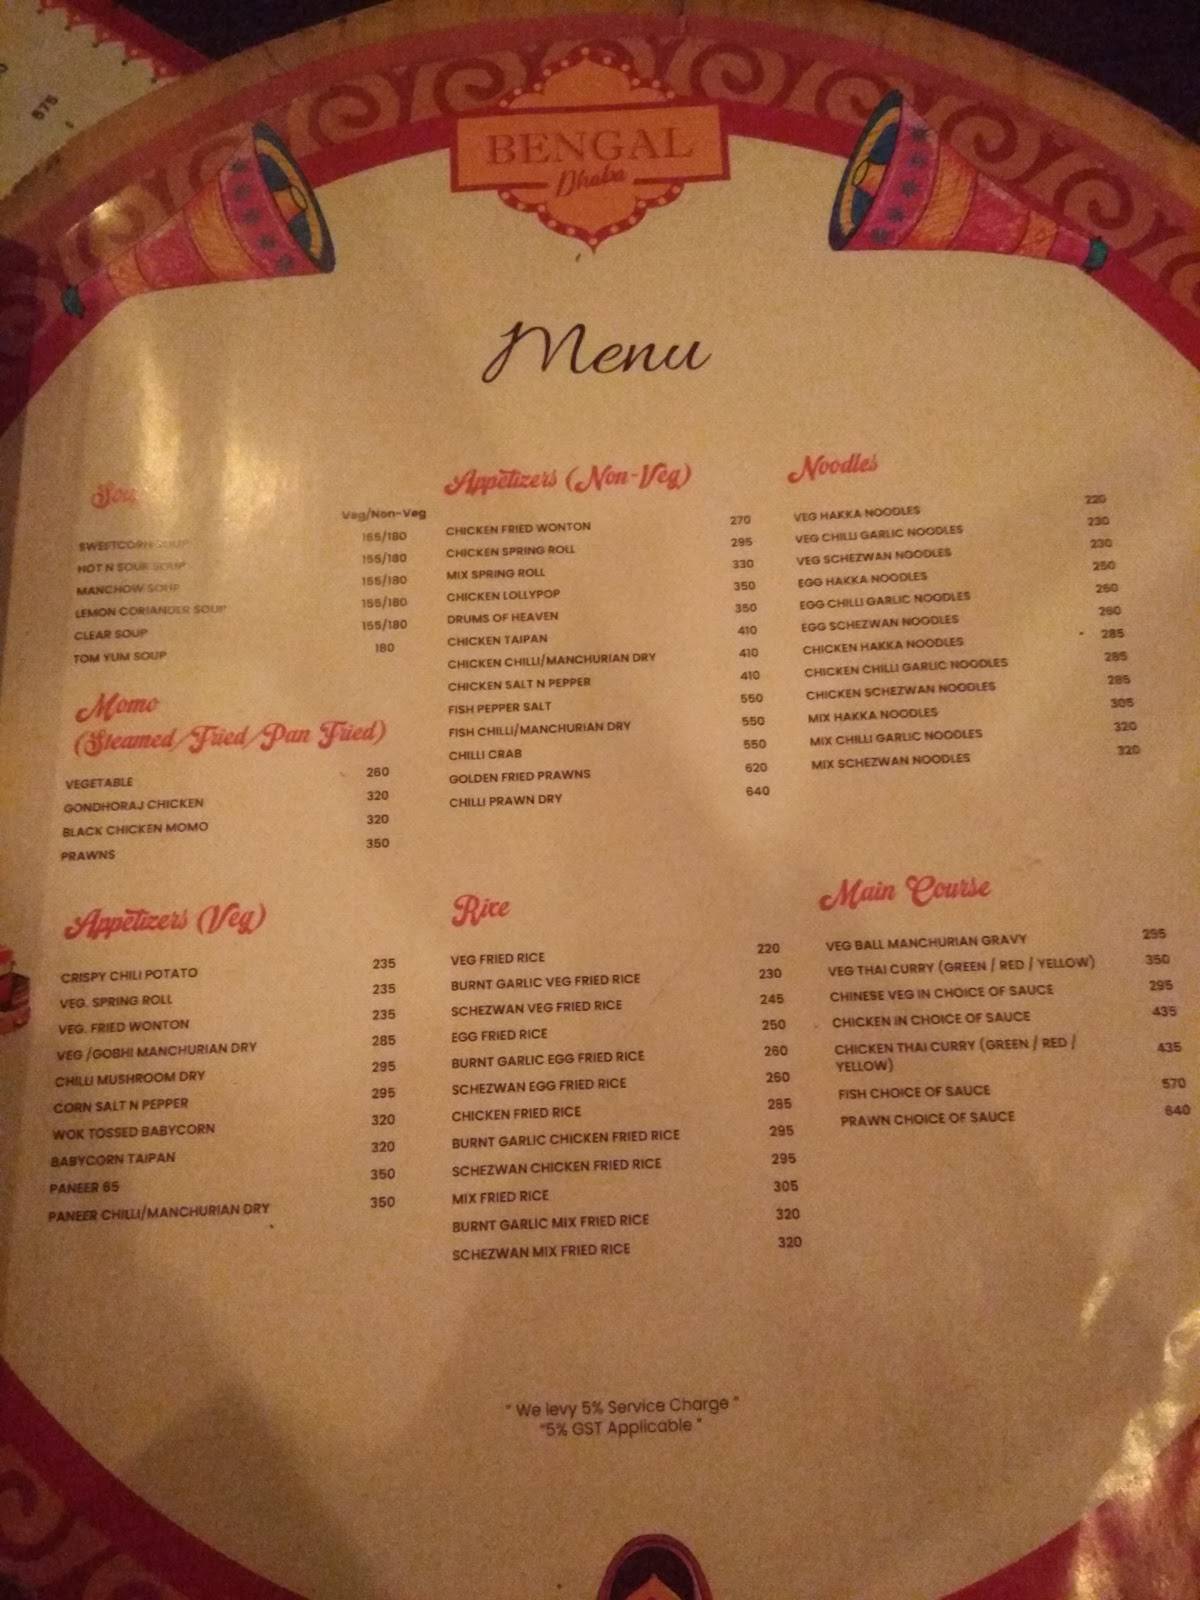 575
BENGAL
Dhaba
Menu
Veg/Non-Veg
SWEETCORN SOUP 155/180
HOT N SOUR SOUP 155/180
MANCHOW SOUP 155/180
LEMON CORIANDER SOUP 155/180
CLEAR SOUP 155/180
TOM YUM SOUP 180
Momo
(Steamed/Fried/Pan Fried)
VEGETABLE 260
GONDHORAJ CHICKEN 320
BLACK CHICKEN MOMO 320
PRAWNS 350
Appetizers (Veg)
CRISPY CHILI POTATO 235
VEG. SPRING ROLL 235
VEG. FRIED WONTON 235
VEG /GOBHI MANCHURIAN DRY 285
CHILLI MUSHROOM DRY 295
CORN SALT N PEPPER 295
WOK TOSSED BABYCORN 320
BABYCORN TAIPAN 320
PANEER 65 350
PANEER CHILLI/MANCHURIAN DRY 350
Appetizers (Non-Veg)
CHICKEN FRIED WONTON 270
CHICKEN SPRING ROLL 295
MIX SPRING ROLL 330
CHICKEN LOLLYPOP 350
DRUMS OF HEAVEN 350
CHICKEN TAIPAN 410
CHICKEN CHILLI/MANCHURIAN DRY 410
CHICKEN SALT N PEPPER 410
FISH PEPPER SALT 550
FISH CHILLI/MANCHURIAN DRY 550
CHILLI CRAB 550
GOLDEN FRIED PRAWNS 620
CHILLI PRAWN DRY 640
Rice
VEG FRIED RICE 220
BURNT GARLIC VEG FRIED RICE 230
SCHEZWAN VEG FRIED RICE 245
EGG FRIED RICE 250
BURNT GARLIC EGG FRIED RICE 260
SCHEZWAN EGG FRIED RICE 260
CHICKEN FRIED RICE 285
BURNT GARLIC CHICKEN FRIED RICE 295
SCHEZWAN CHICKEN FRIED RICE 295
MIX FRIED RICE 305
BURNT GARLIC MIX FRIED RICE 320
SCHEZWAN MIX FRIED RICE 320
Noodles
VEG HAKKA NOODLES 220
VEG CHILLI GARLIC NOODLES 230
VEG SCHEZWAN NOODLES 230
EGG HAKKA NOODLES 250
EGG CHILLI GARLIC NOODLES 260
EGG SCHEZWAN NOODLES 260
CHICKEN HAKKA NOODLES 285
CHICKEN CHILLI GARLIC NOODLES 285
CHICKEN SCHEZWAN NOODLES 285
MIX HAKKA NOODLES 305
MIX CHILLI GARLIC NOODLES 320
MIX SCHEZWAN NOODLES 320
Main Course
VEG BALL MANCHURIAN GRAVY 295
VEG THAI CURRY (GREEN / RED / YELLOW) 350
CHINESE VEG IN CHOICE OF SAUCE 295
CHICKEN IN CHOICE OF SAUCE 435
CHICKEN THAI CURRY (GREEN / RED / 435
YELLOW)
FISH CHOICE OF SAUCE 570
PRAWN CHOICE OF SAUCE 640
" We levy 5% Service Charge "
"5% GST Applicable "